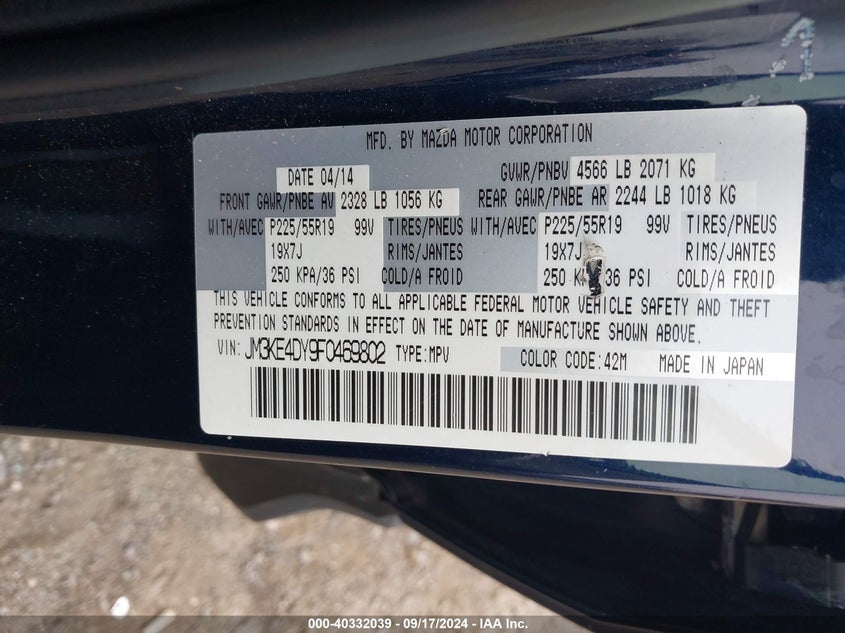 MFD. BY MAZDA MOTOR CORPORATION
DATE 04/14 GVWR/PNBV 4566 LB 2071 KG
FRONT GAWR/PNBE AV 2328 LB 1056 KG REAR GAWR/PNBE AR 2244 LB 1018 KG
WITH/AVEC P225/55R19 99V TIRES/PNEUS WITH/AVEC P225/55R19 99V TIRES/PNEUS
19X7J RIMS/JANTES 19X7J RIMS/JANTES
250 KPA/36 PSI COLD/A FROID 250 36 PSI COLD/A FROID
THIS VEHICLE CONFORMS TO ALL APPLICABLE FEDERAL MOTOR VEHICLE SAFETY AND THEFT
PREVENTION STANDARDS IN EFFECT ON THE DATE OF MANUFACTURE SHOWN ABOVE.
VIN: JM3KE4DY9F0469802 TYPE:MPV COLOR CODE:42M MADE IN JAPAN
000-40332039 - 09/17/2024 - IAA Inc.